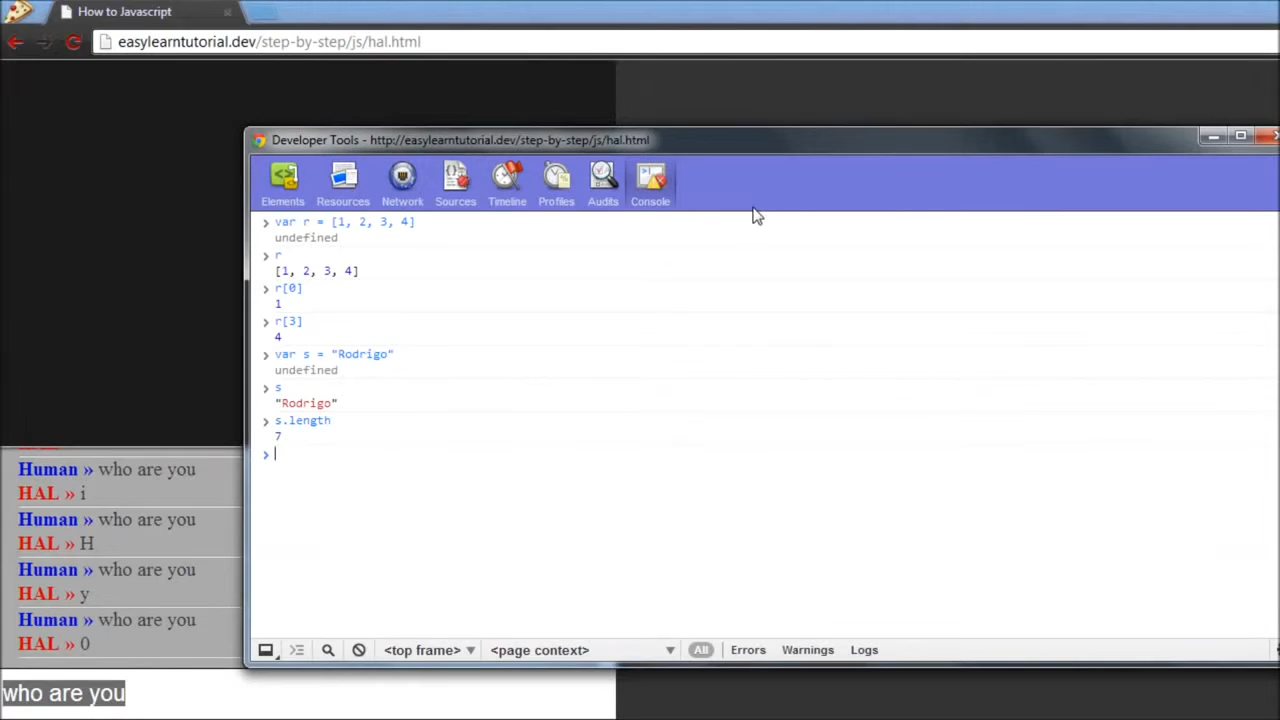 How to Javascript
easylearntutorial.dev/step-by-step/js/hal.html
Developer Tools - http://easylearntutorial.dev/step-by-step/js/hal.html
Elements Resources Network Sources Timeline Profiles Audits Console
> var r = [1, 2, 3, 4]
undefined
> r
[1, 2, 3, 4]
> r[0]
1
> r[3]
4
> var s = "Rodrigo"
undefined
> s
"Rodrigo"
> s.length
7
>
Human » who are you
HAL » i
Human » who are you
HAL » H
Human » who are you
HAL » y
Human » who are you
HAL » 0
<top frame> <page context> All Errors Warnings Logs
who are you